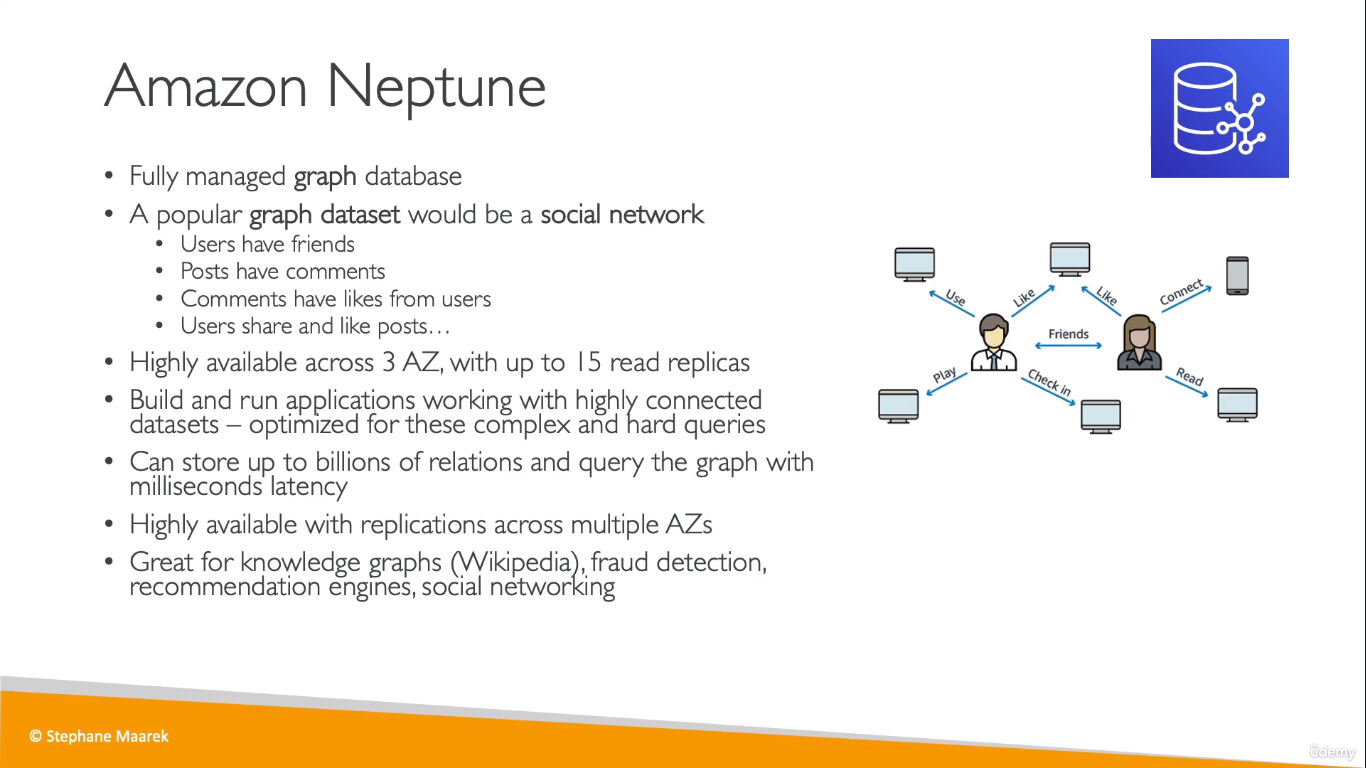 Amazon Neptune
• Fully managed graph database
• A popular graph dataset would be a social network
• Users have friends
• Posts have comments
• Comments have likes from users
• Users share and like posts…
• Highly available across 3 AZ, with up to 15 read replicas
• Build and run applications working with highly connected
datasets – optimized for these complex and hard queries
• Can store up to billions of relations and query the graph with
milliseconds latency
• Highly available with replications across multiple AZs
• Great for knowledge graphs (Wikipedia), fraud detection,
recommendation engines, social networking
Use
Like
Like
Connect
Friends
Play
Check in
Read
© Stephane Maarek
ûdemy